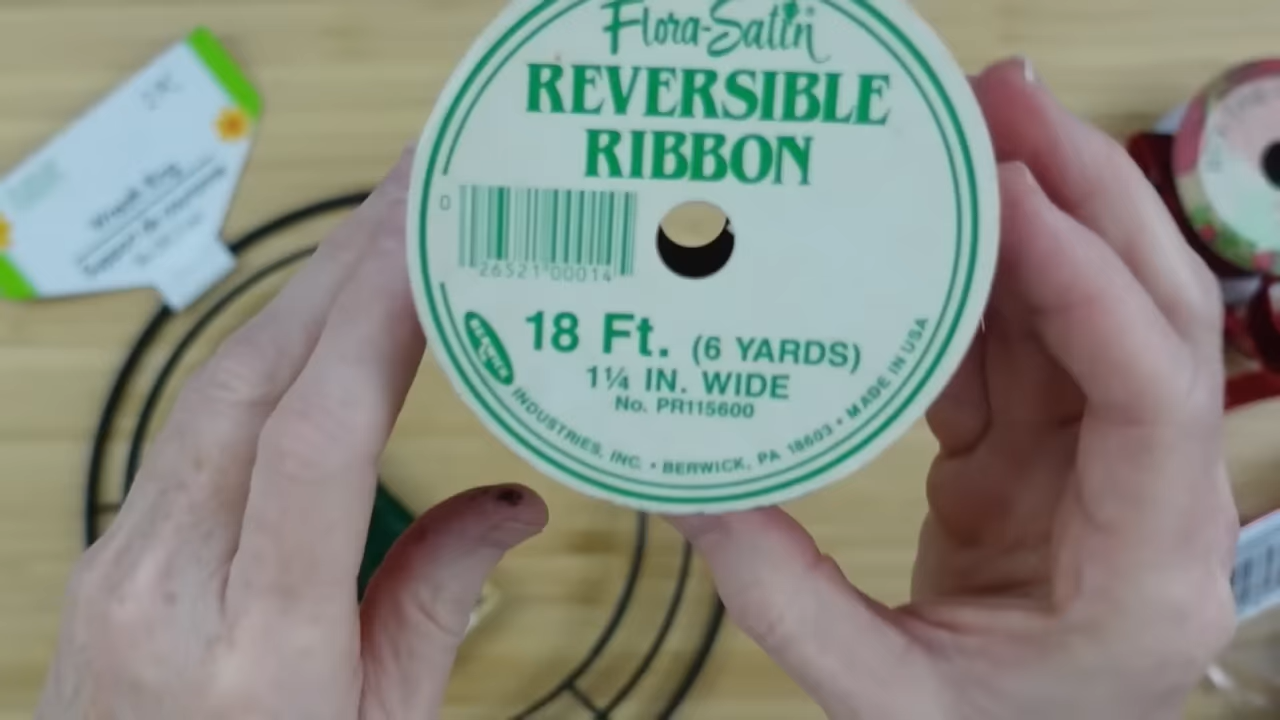 Flora-Satin
REVERSIBLE
RIBBON
0
26521 00014
18 Ft. (6 YARDS)
1¼ IN. WIDE
No. PR115600
INDUSTRIES, INC. • BERWICK, PA 18603 • MADE IN USA